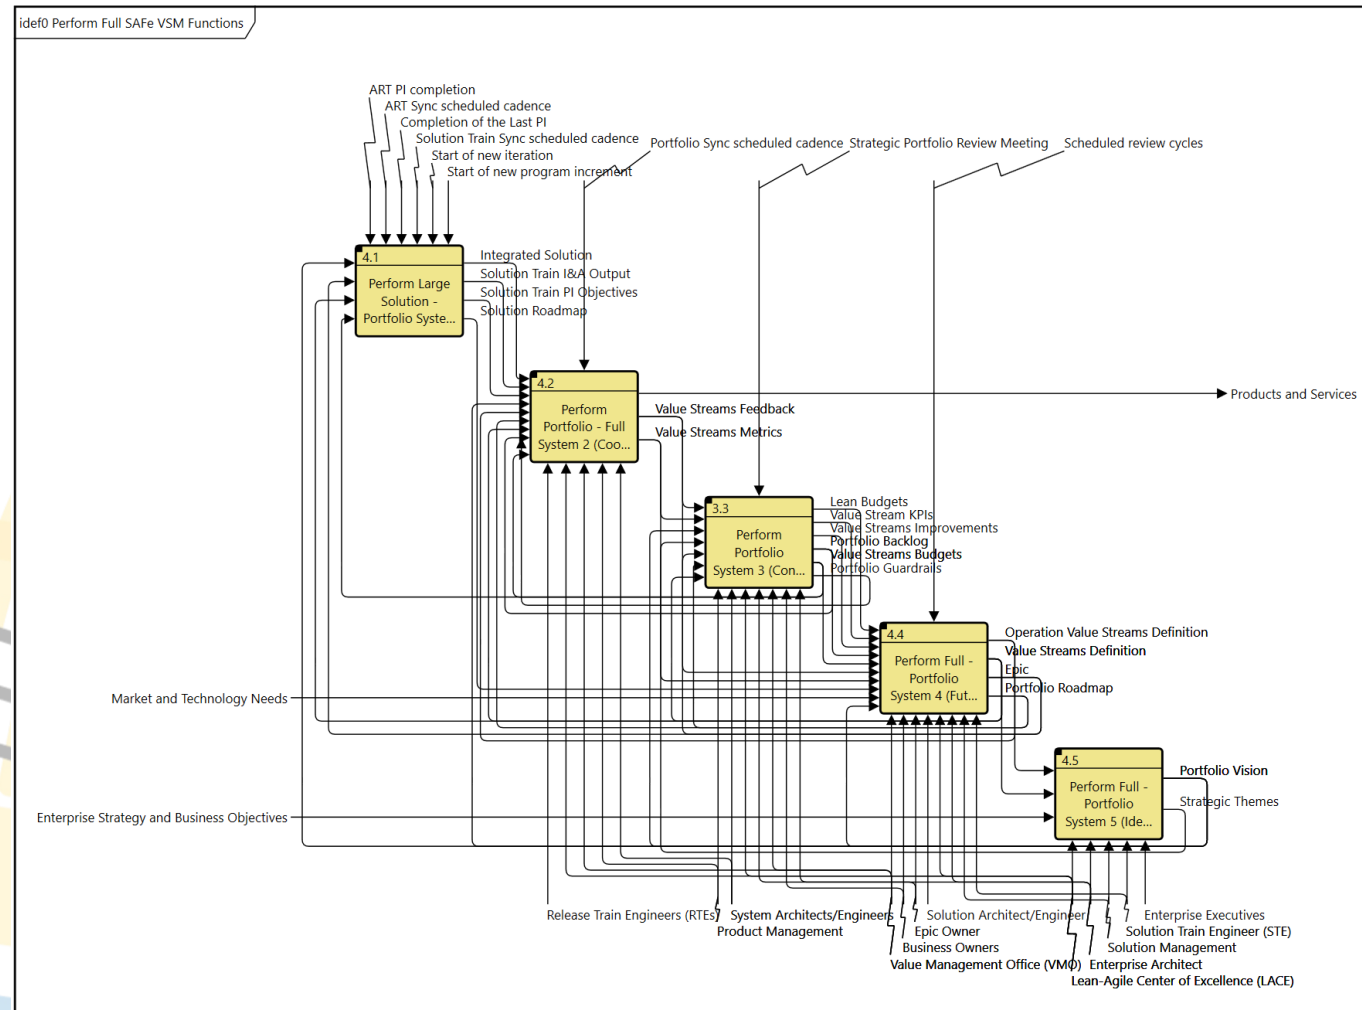 idef0 Perform Full SAFe VSM Functions
ART PI completion
ART Sync scheduled cadence
Completion of the Last PI
Solution Train Sync scheduled cadence
Start of new iteration
Start of new program increment
Portfolio Sync scheduled cadence
Strategic Portfolio Review Meeting
Scheduled review cycles
4.1
Perform Large
Solution -
Portfolio Syste...
Integrated Solution
Solution Train I&A Output
Solution Train PI Objectives
Solution Roadmap
4.2
Perform
Portfolio - Full
System 2 (Coo...
Products and Services
Value Streams Feedback
Value Streams Metrics
3.3
Perform
Portfolio
System 3 (Con...
Lean Budgets
Value Stream KPIs
Value Streams Improvements
Portfolio Backlog
Value Streams Budgets
Portfolio Guardrails
4.4
Perform Full -
Portfolio
System 4 (Fut...
Operation Value Streams Definition
Value Streams Definition
Epic
Portfolio Roadmap
Market and Technology Needs
4.5
Perform Full -
Portfolio
System 5 (Ide...
Portfolio Vision
Strategic Themes
Enterprise Strategy and Business Objectives
Release Train Engineers (RTEs)
System Architects/Engineers
Product Management
Solution Architect/Engineer
Epic Owner
Business Owners
Value Management Office (VMO)
Enterprise Executives
Solution Train Engineer (STE)
Solution Management
Enterprise Architect
Lean-Agile Center of Excellence (LACE)